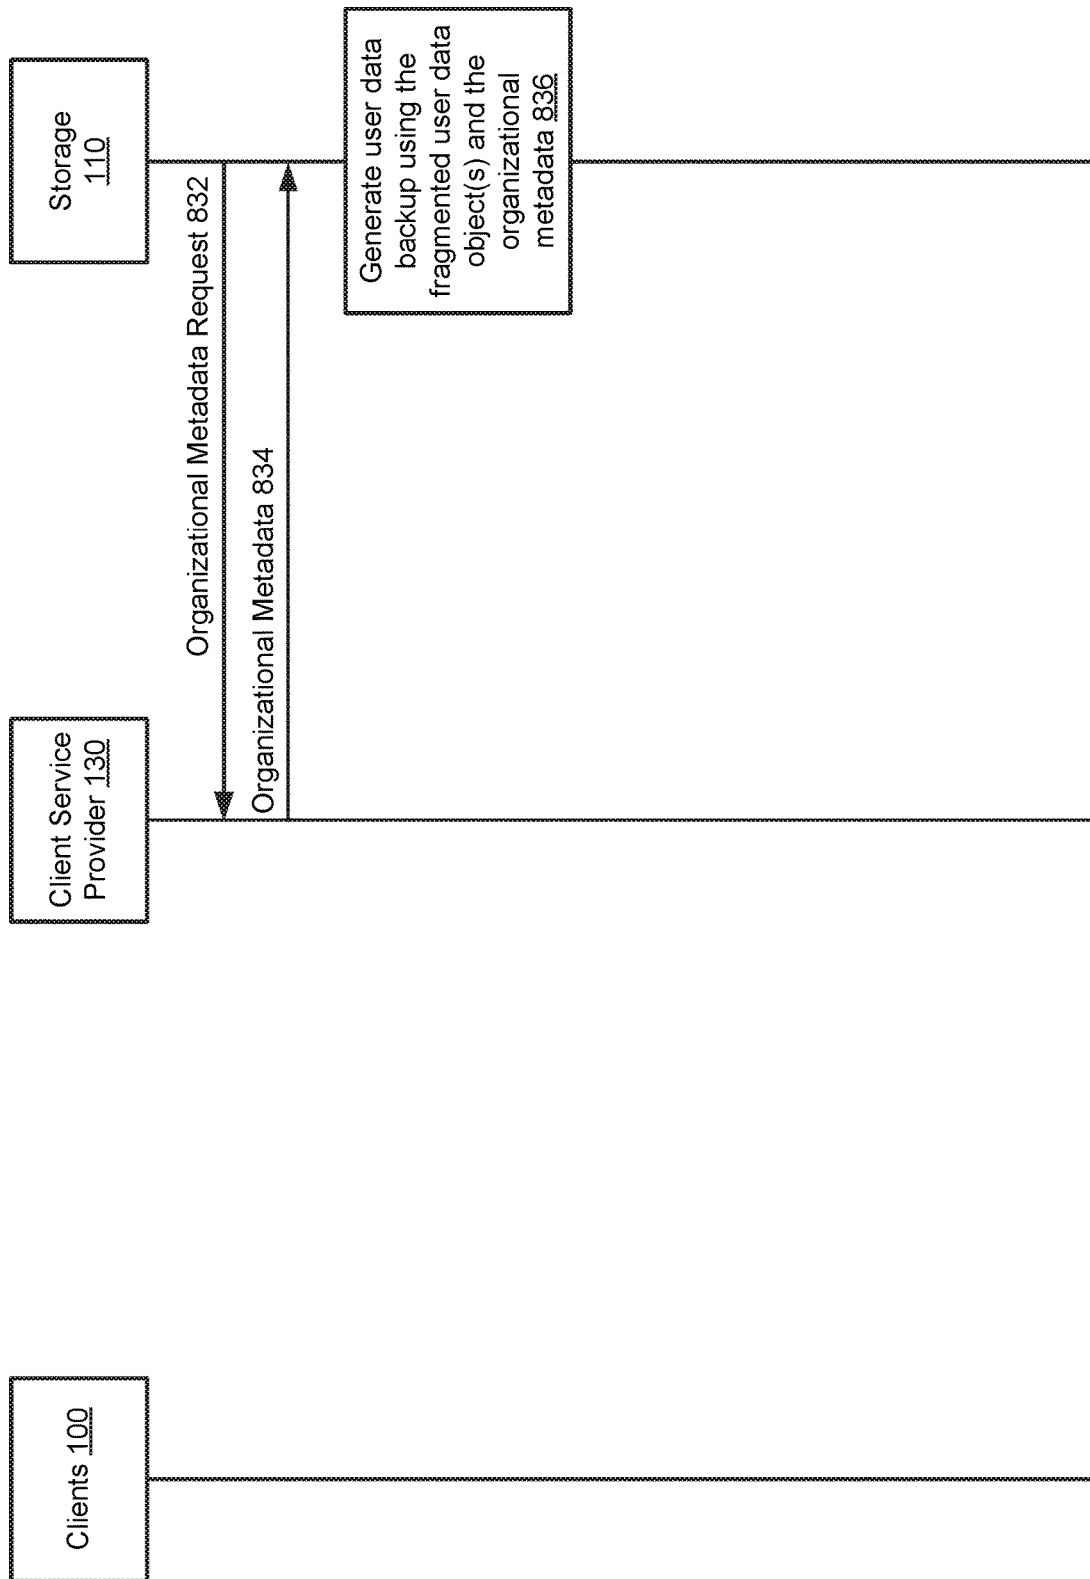 Clients 100
Client Service
Provider 130
Storage
110
Organizational Metadata Request 832
Organizational Metadata 834
Generate user data
backup using the
fragmented user data
object(s) and the
organizational
metadata 836